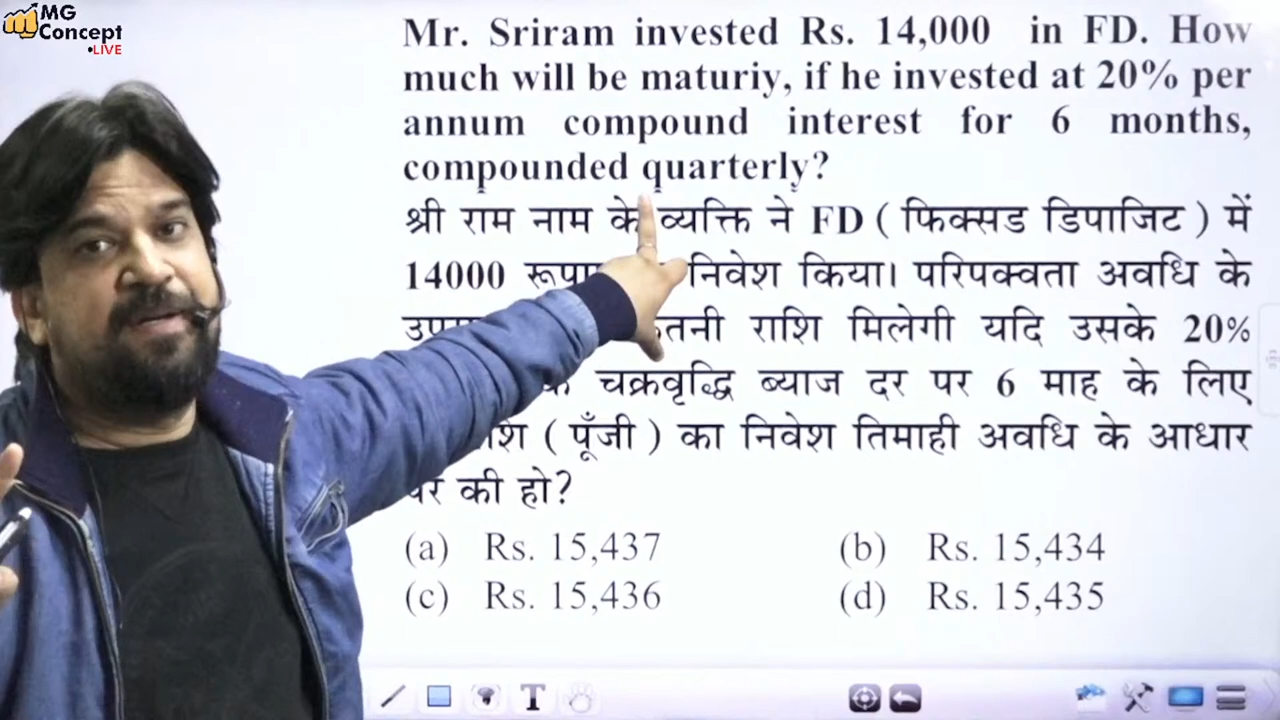 MG
Concept
•LIVE
Mr. Sriram invested Rs. 14,000 in FD. How
much will be maturiy, if he invested at 20% per
annum compound interest for 6 months,
compounded quarterly?
श्री राम नाम के व्यक्ति ने FD ( फिक्सड डिपाजिट ) में
14000 निवेश किया। परिपक्वता अवधि के
राशि मिलेगी यदि उसके 20%
चक्रवृद्धि ब्याज दर पर 6 माह के लिए
( पूँजी ) का निवेश तिमाही अवधि के आधार
पर की हो?
(a) Rs. 15,437 (b) Rs. 15,434
(c) Rs. 15,436 (d) Rs. 15,435
T